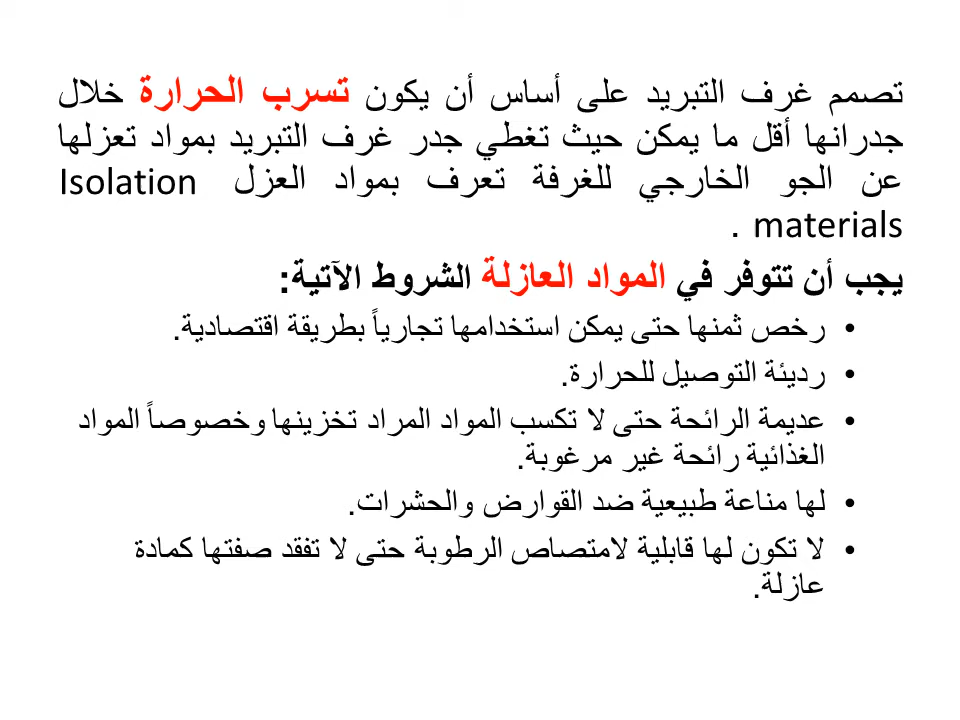 تصمم غرف التبريد على أساس أن يكون تسرب الحرارة خلال
جدرانها أقل ما يمكن حيث تغطي جدر غرف التبريد بمواد تعزلها
عن الجو الخارجي للغرفة تعرف بمواد العزل Isolation
materials .
يجب أن تتوفر في المواد العازلة الشروط الآتية:
• رخص ثمنها حتى يمكن استخدامها تجارياً بطريقة اقتصادية.
• رديئة التوصيل للحرارة.
• عديمة الرائحة حتى لا تكسب المواد المراد تخزينها وخصوصاً المواد
الغذائية رائحة غير مرغوبة.
• لها مناعة طبيعية ضد القوارض والحشرات.
• لا تكون لها قابلية لامتصاص الرطوبة حتى لا تفقد صفتها كمادة
عازلة.